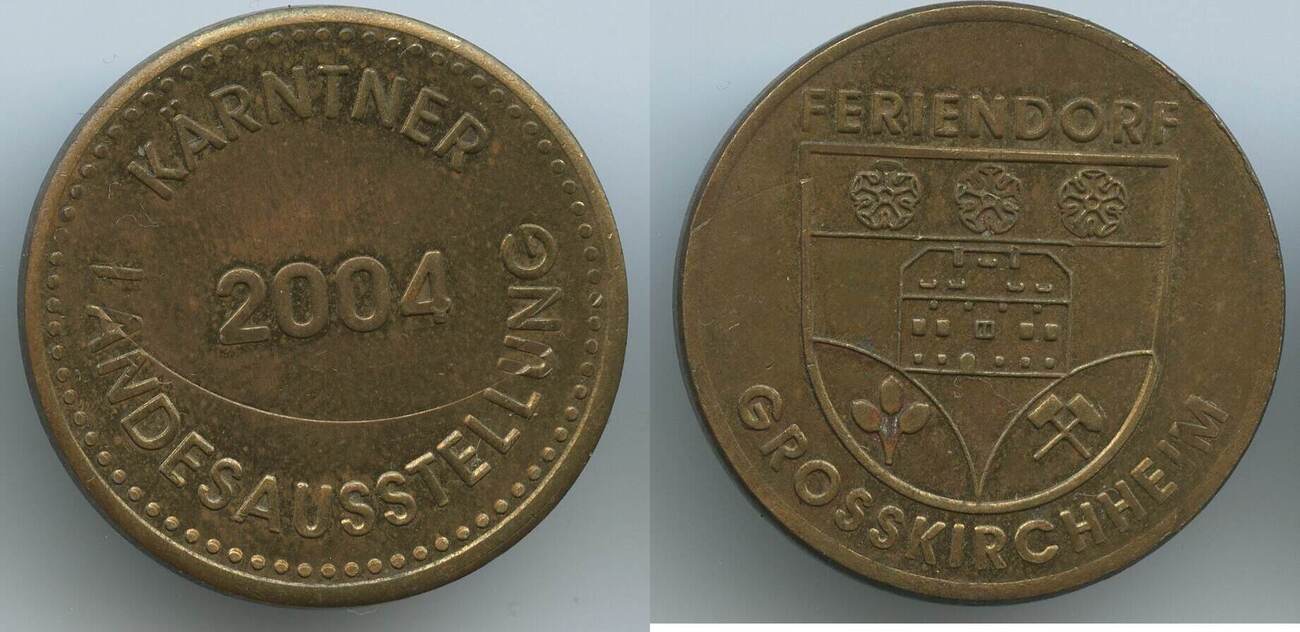 KÄRNTNER
2004
LANDESAUSSTELLUNG
FERIENDORF
GROSSKIRCHHEIM